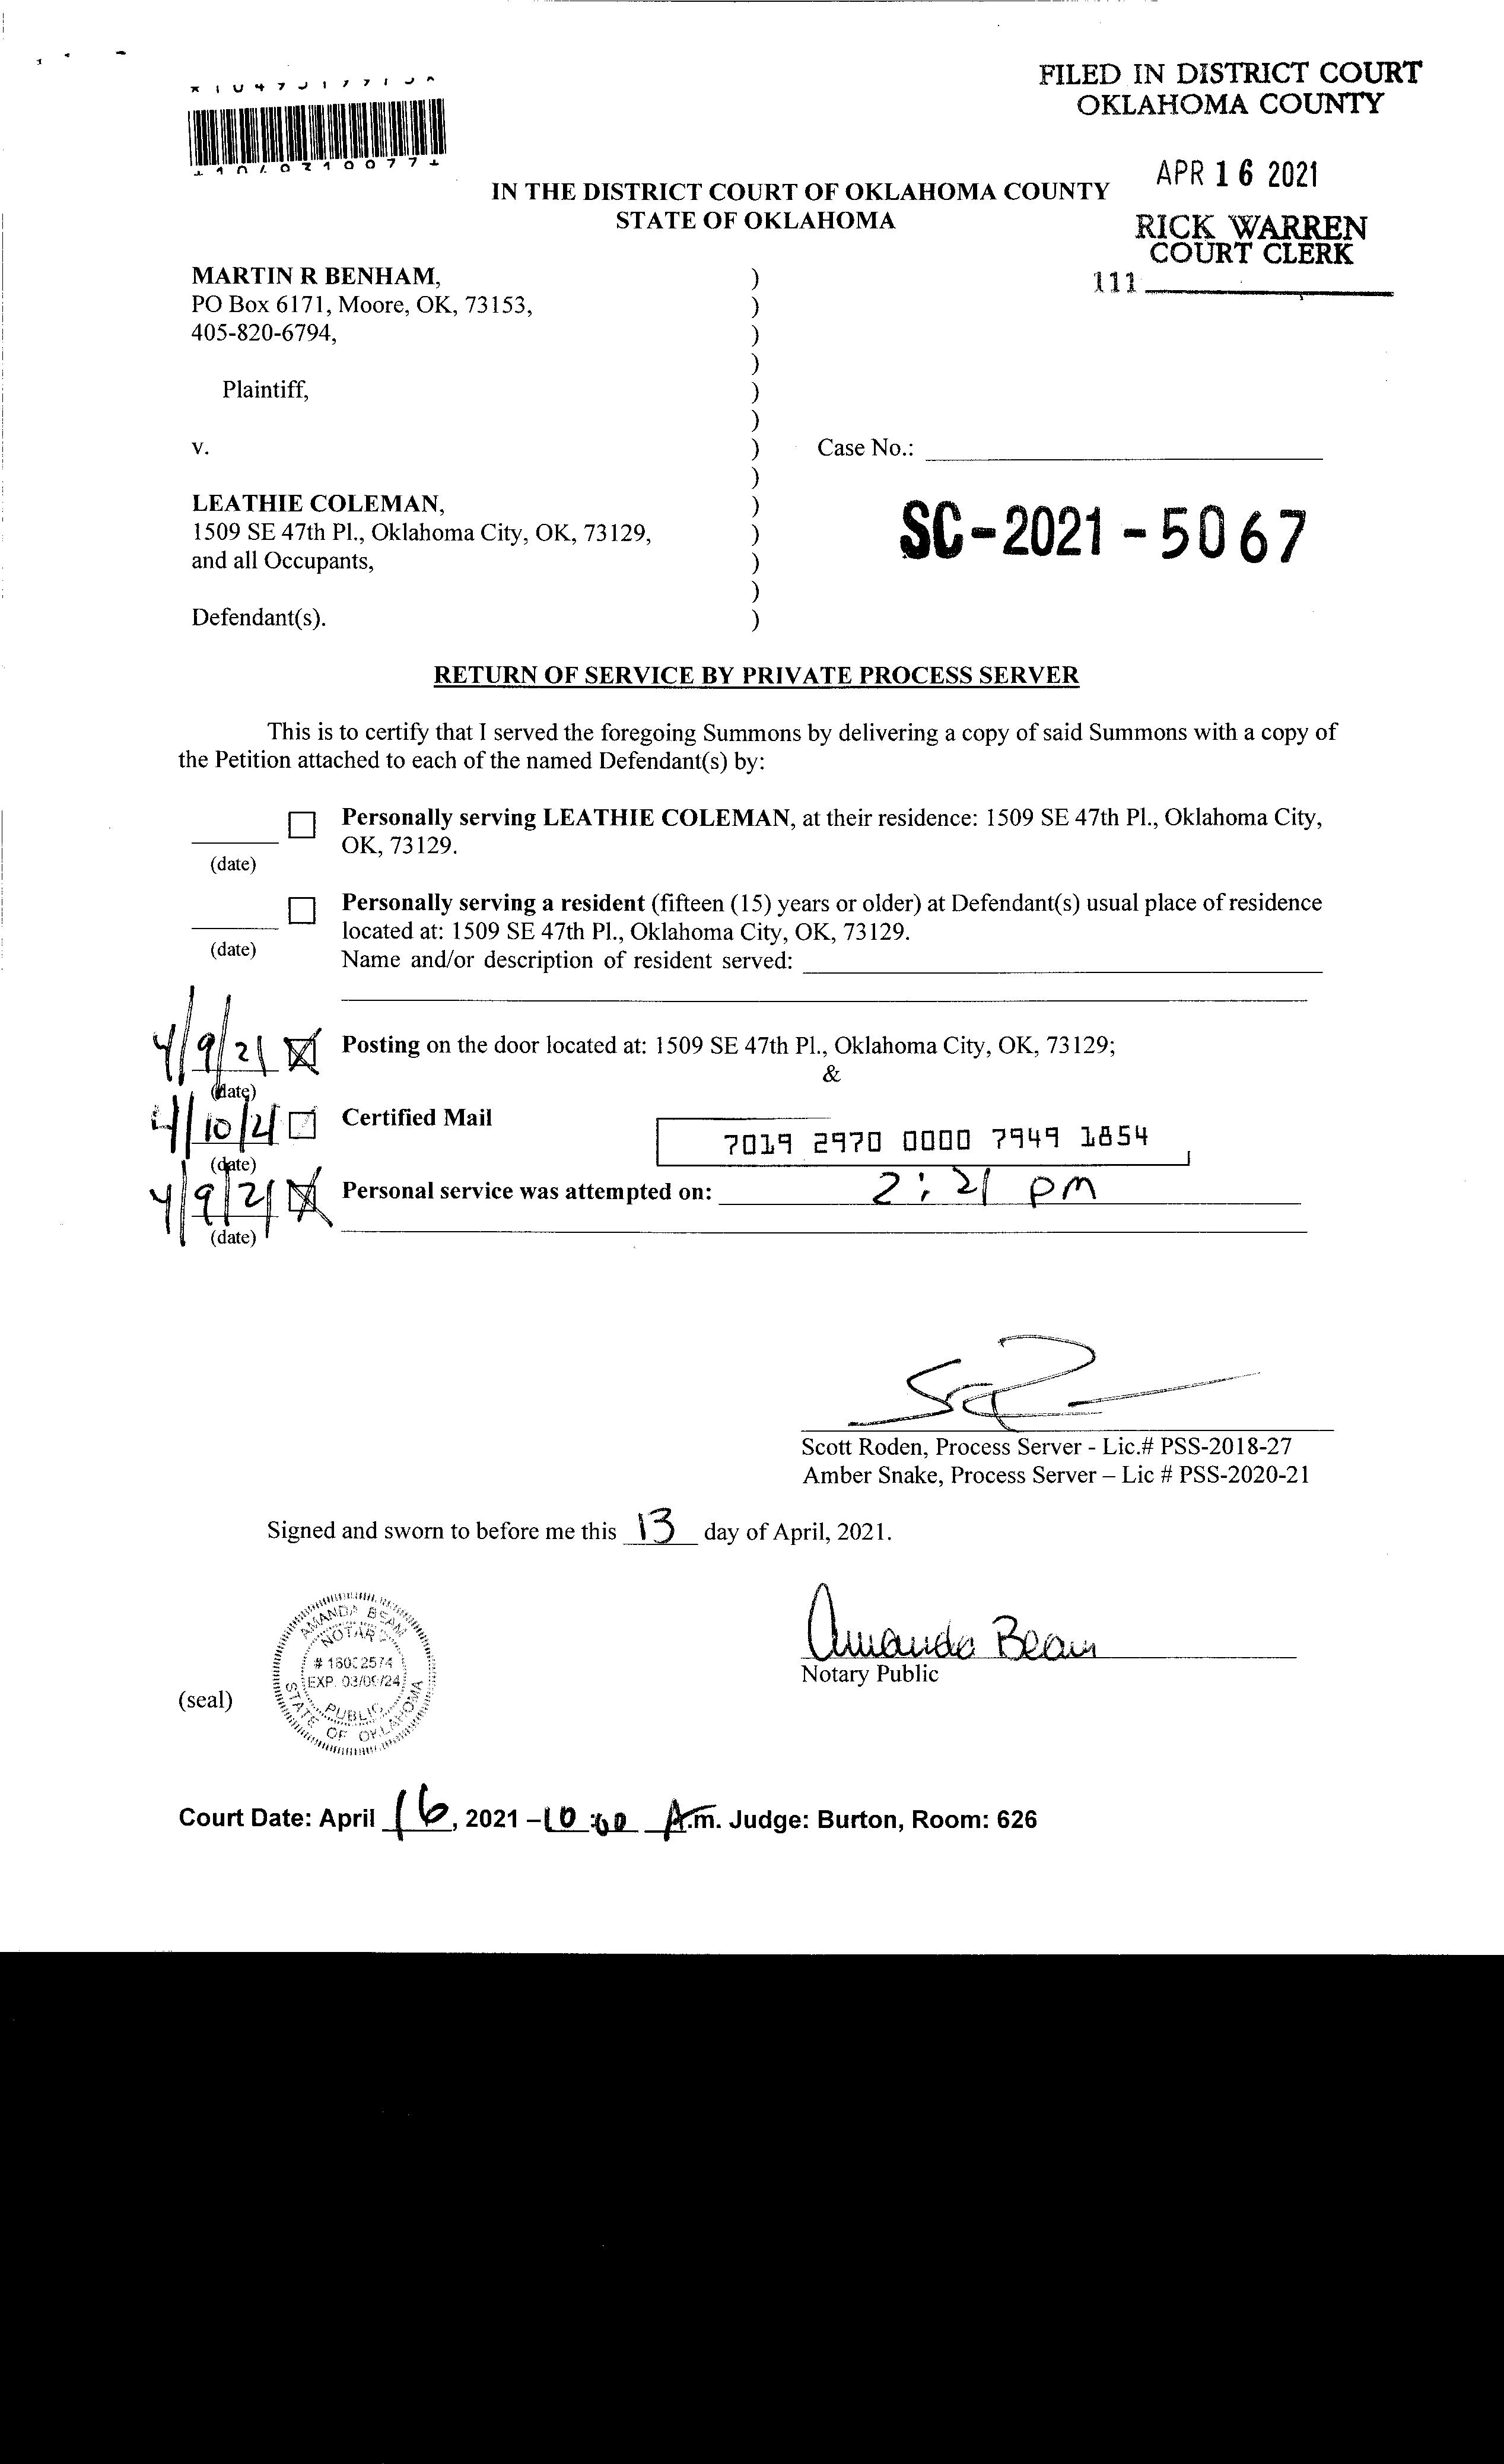 FILED IN DISTRICT COURT
OKLAHOMA COUNTY
APR 16 2021
RICK WARREN
COURT CLERK
111
IN THE DISTRICT COURT OF OKLAHOMA COUNTY
STATE OF OKLAHOMA
MARTIN R BENHAM, )
PO Box 6171, Moore, OK, 73153, )
405-820-6794, )
)
Plaintiff, )
)
v. ) Case No.:
)
LEATHIE COLEMAN, )
1509 SE 47th Pl., Oklahoma City, OK, 73129, ) SC-2021-5067
and all Occupants, )
)
Defendant(s). )
RETURN OF SERVICE BY PRIVATE PROCESS SERVER
This is to certify that I served the foregoing Summons by delivering a copy of said Summons with a copy of
the Petition attached to each of the named Defendant(s) by:
Personally serving LEATHIE COLEMAN, at their residence: 1509 SE 47th Pl., Oklahoma City,
OK, 73129.
(date)
Personally serving a resident (fifteen (15) years or older) at Defendant(s) usual place of residence
located at: 1509 SE 47th Pl., Oklahoma City, OK, 73129.
(date)
Name and/or description of resident served:
4/9/21 Posting on the door located at: 1509 SE 47th Pl., Oklahoma City, OK, 73129;
&
(date)
4/10/21 Certified Mail
7019 2970 0000 7949 1854
(date)
4/9/21 Personal service was attempted on: 2:21 pm
(date)
Scott Roden, Process Server - Lic.# PSS-2018-27
Amber Snake, Process Server – Lic # PSS-2020-21
Signed and sworn to before me this 13 day of April, 2021.
AMANDA BEAM
NOTARY
EXP. 03/09/24
PUBLIC
STATE OF OKLAHOMA
(seal)
Amanda Beam
Notary Public
Court Date: April 16, 2021 – 10:00 A.m. Judge: Burton, Room: 626